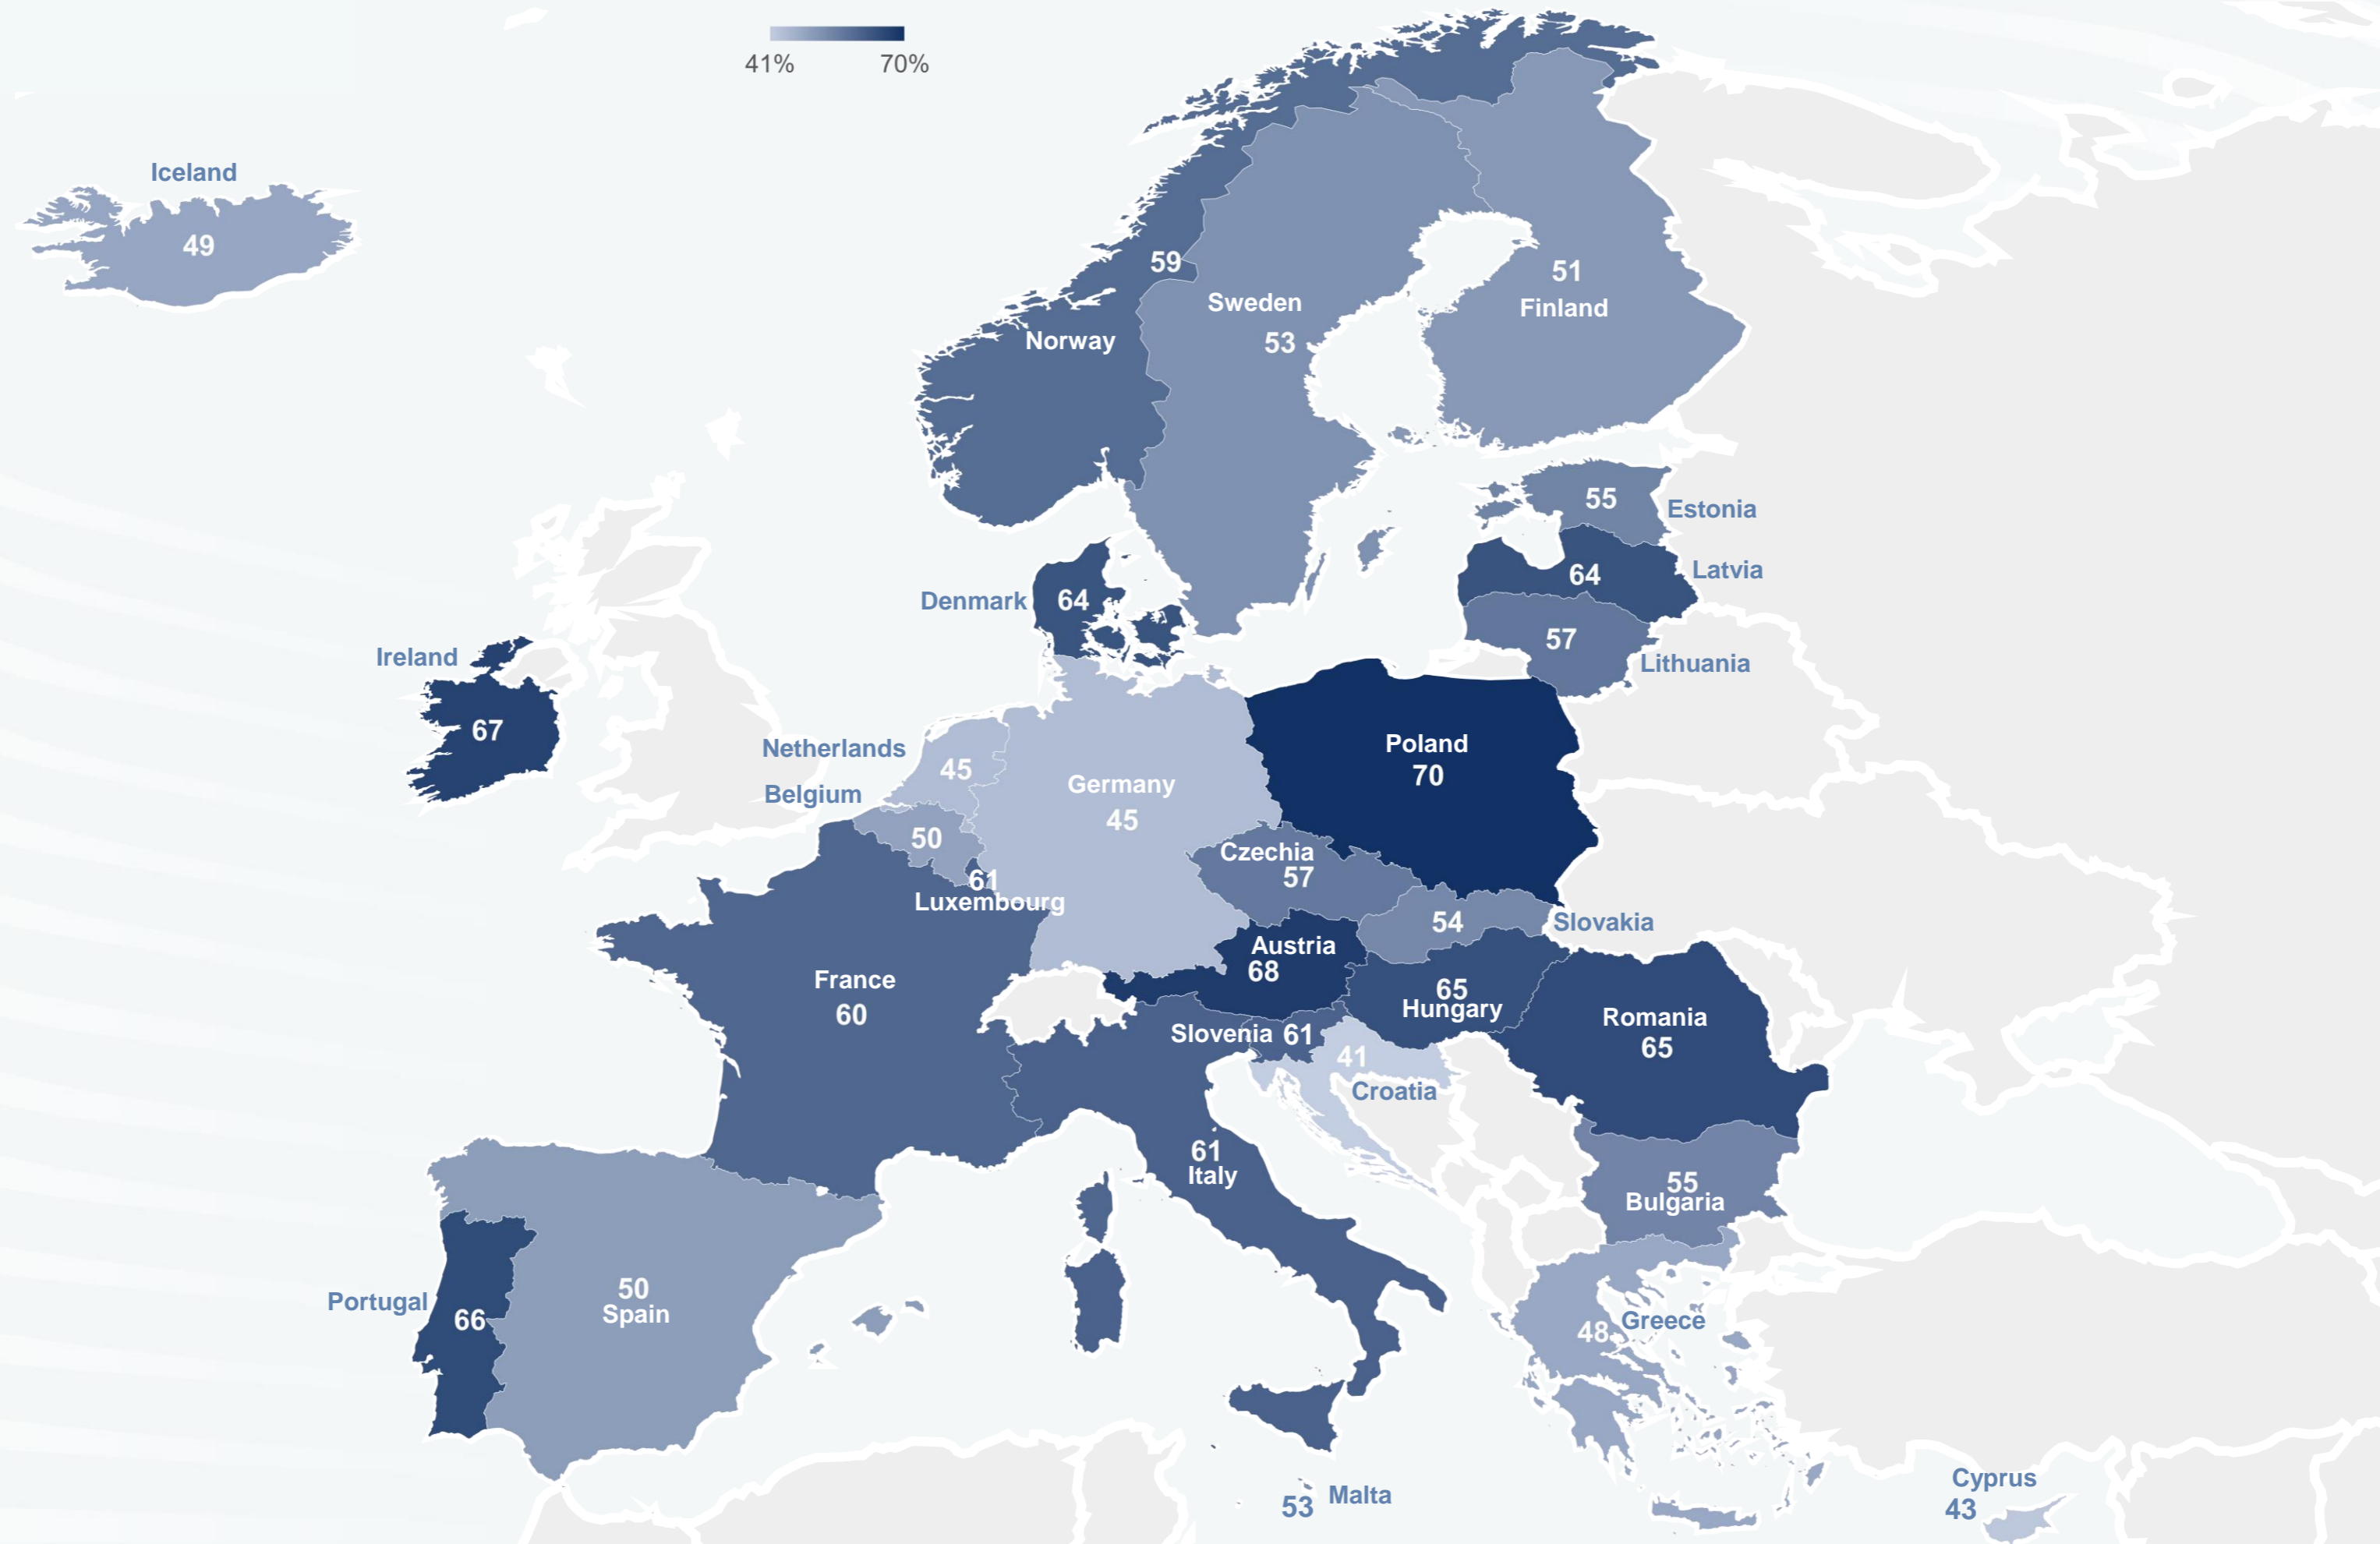 41%
70%
Iceland
49
59
Norway
Sweden
53
51
Finland
55
Estonia
64
Latvia
57
Lithuania
Denmark
64
Ireland
67
Netherlands
45
Belgium
50
61
Luxembourg
Germany
45
Poland
70
Czechia
57
54
Slovakia
Austria
68
65
Hungary
France
60
Slovenia
61
41
Croatia
Romania
65
61
Italy
55
Bulgaria
Portugal
66
50
Spain
Greece
48
53
Malta
Cyprus
43